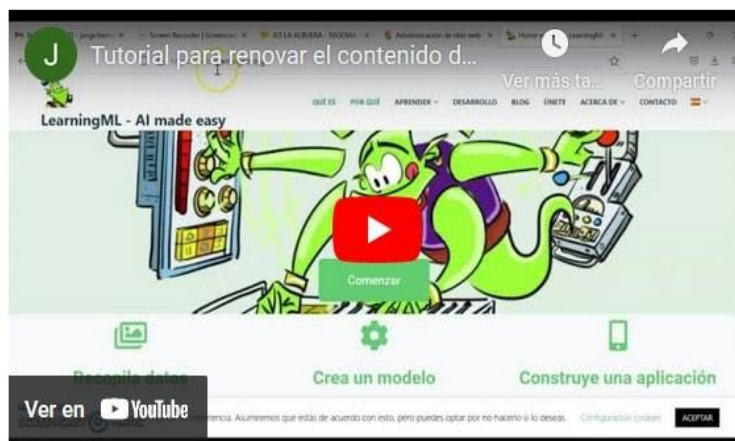 J Tutorial para renovar el contenido d...
Ver más ta... Compartir
LearningML - AI made easy
QUÉ ES POR QUÉ APRENDER DESARROLLO BLOG ÚNETE ACERCA DE CONTACTO
Comenzar
Recopila datos Crea un modelo Construye una aplicación
Ver en YouTube
Asumiremos que estás de acuerdo con esto, pero puedes optar por no hacerlo si lo deseas. Configuración cookies ACEPTAR